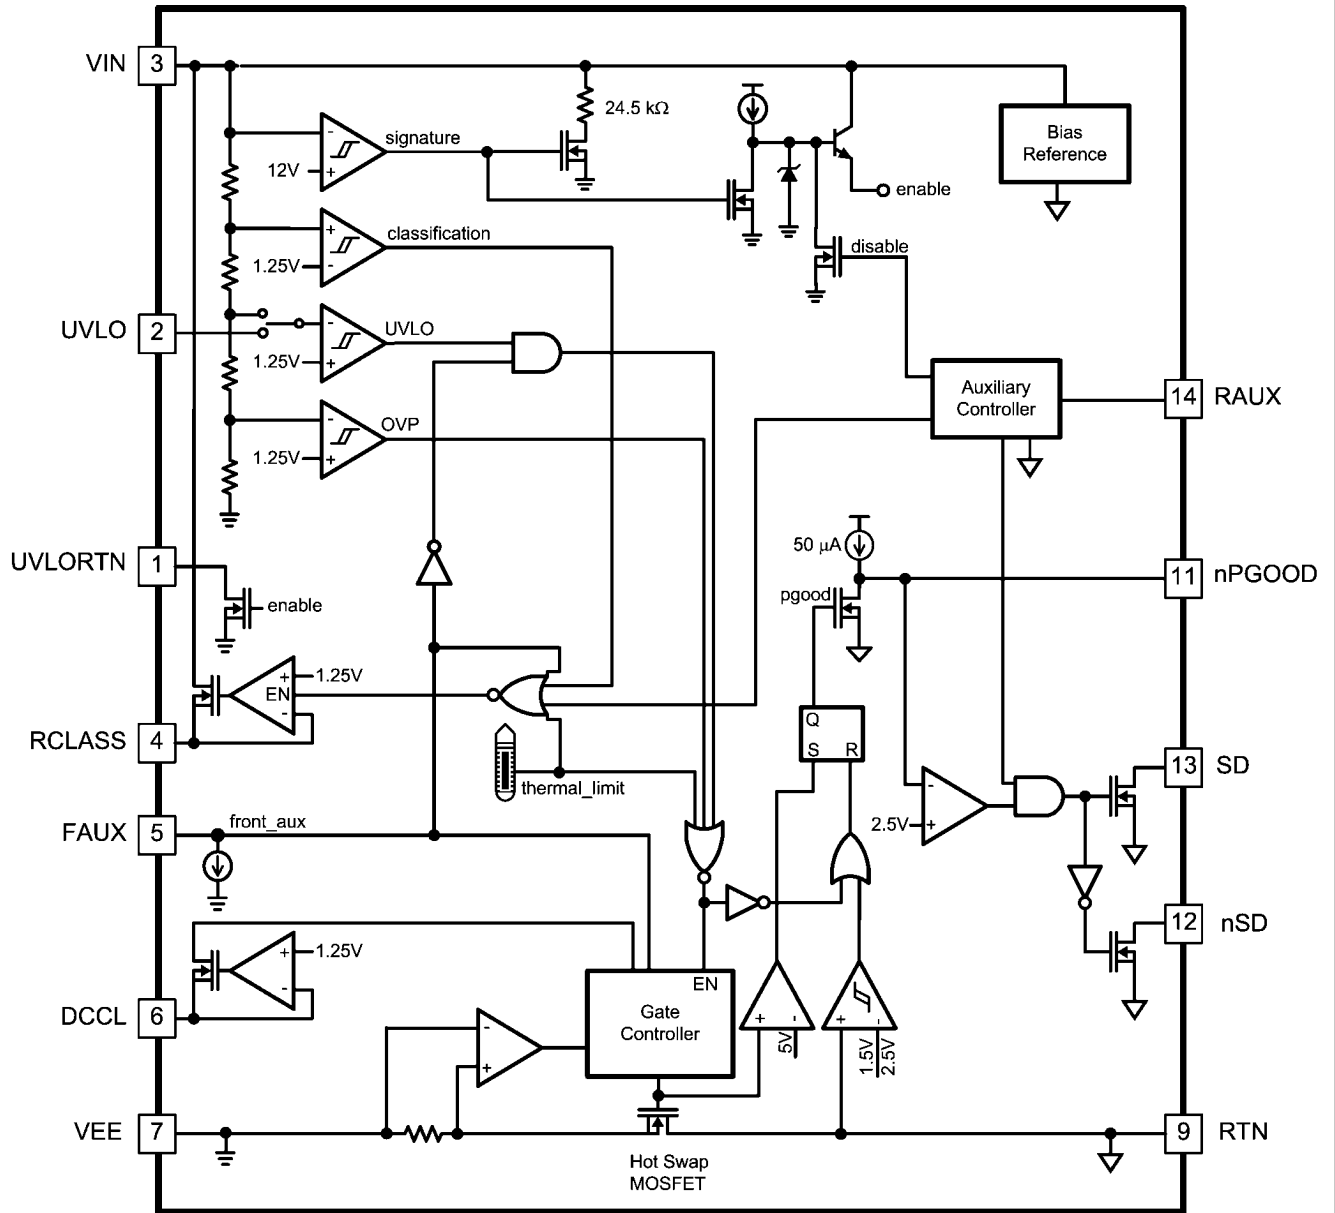 VIN
3
24.5 kΩ
signature
-
12V
+
Bias
Reference
enable
classification
+
1.25V
-
disable
UVLO
2
-
UVLO
1.25V
+
Auxiliary
Controller
14
RAUX
-
OVP
1.25V
+
50 µA
UVLORTN
1
11
nPGOOD
pgood
enable
+
1.25V
EN
-
Q
S R
RCLASS
4
13
SD
thermal_limit
-
2.5V
+
FAUX
5
front_aux
12
nSD
+
1.25V
-
EN
Gate
Controller
DCCL
6
+
-
5V
+
-
1.5V
2.5V
-
+
VEE
7
9
RTN
Hot Swap
MOSFET